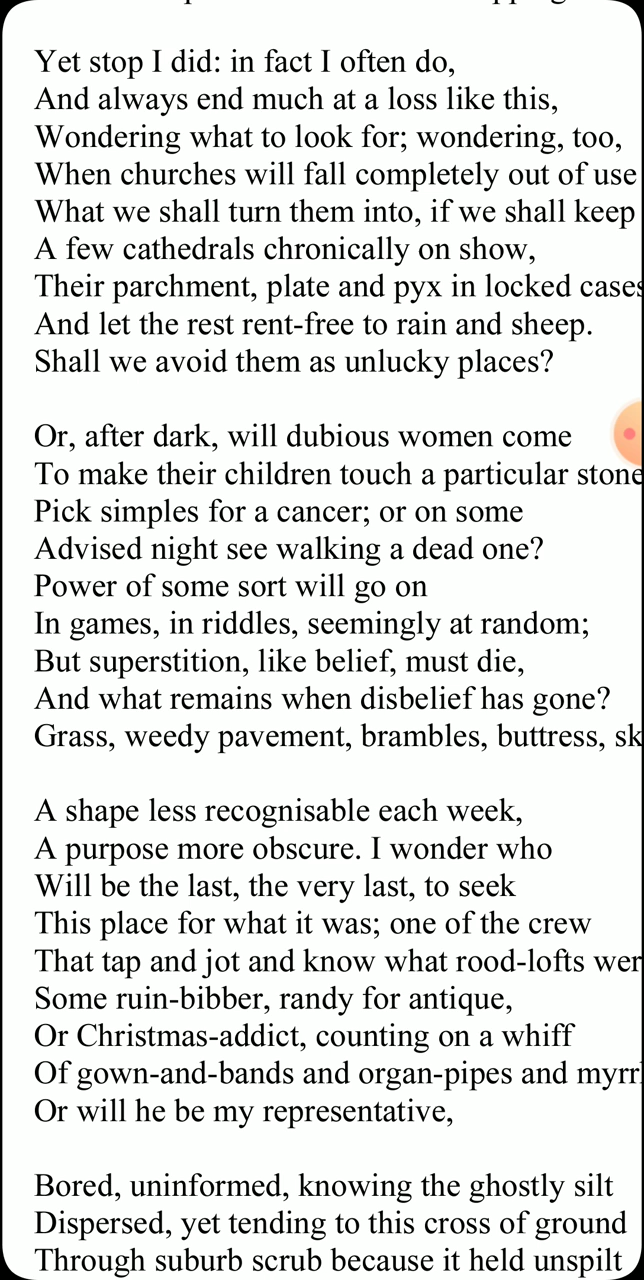 Yet stop I did: in fact I often do,
And always end much at a loss like this,
Wondering what to look for; wondering, too,
When churches will fall completely out of use
What we shall turn them into, if we shall keep
A few cathedrals chronically on show,
Their parchment, plate and pyx in locked cases
And let the rest rent-free to rain and sheep.
Shall we avoid them as unlucky places?
Or, after dark, will dubious women come
To make their children touch a particular stone
Pick simples for a cancer; or on some
Advised night see walking a dead one?
Power of some sort will go on
In games, in riddles, seemingly at random;
But superstition, like belief, must die,
And what remains when disbelief has gone?
Grass, weedy pavement, brambles, buttress,
A shape less recognisable each week,
A purpose more obscure. I wonder who
Will be the last, the very last, to seek
This place for what it was; one of the crew
That tap and jot and know what rood-lofts
Some ruin-bibber, randy for antique,
Or Christmas-addict, counting on a whiff
Of gown-and-bands and organ-pipes and
Or will he be my representative,
Bored, uninformed, knowing the ghostly silt
Dispersed, yet tending to this cross of ground
Through suburb scrub because it held unspilt